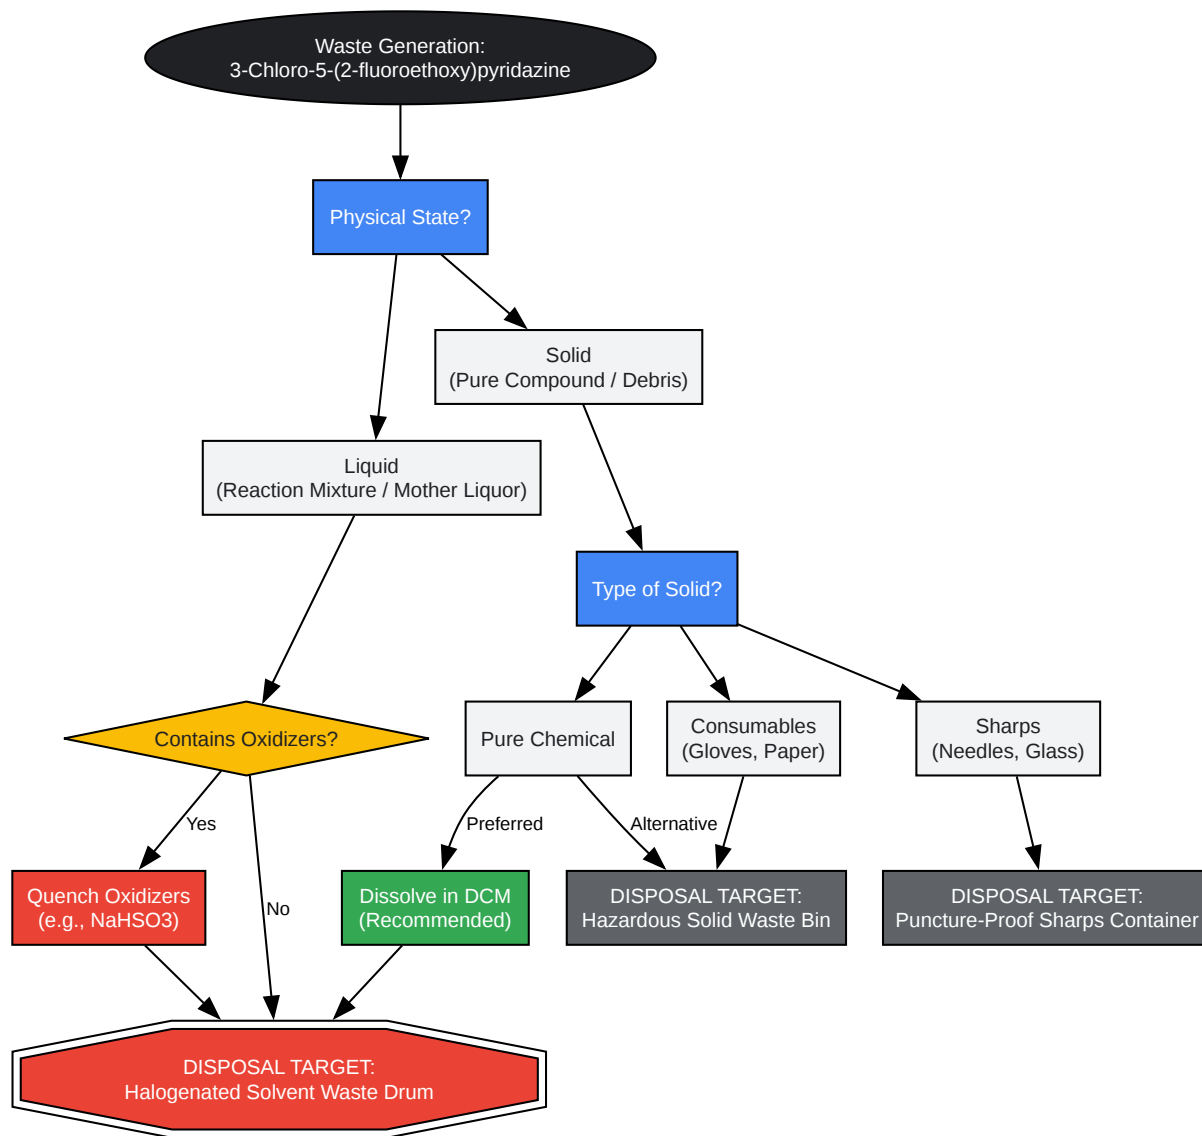 Waste Generation:
3-Chloro-5-(2-fluoroethoxy)pyridazine
Physical State?
Solid
(Pure Compound / Debris)
Liquid
(Reaction Mixture / Mother Liquor)
Type of Solid?
Contains Oxidizers?
Pure Chemical
Consumables
(Gloves, Paper)
Sharps
(Needles, Glass)
Yes
No
Preferred
Alternative
Quench Oxidizers
(e.g., NaHSO3)
Dissolve in DCM
(Recommended)
DISPOSAL TARGET:
Hazardous Solid Waste Bin
DISPOSAL TARGET:
Puncture-Proof Sharps Container
DISPOSAL TARGET:
Halogenated Solvent Waste Drum